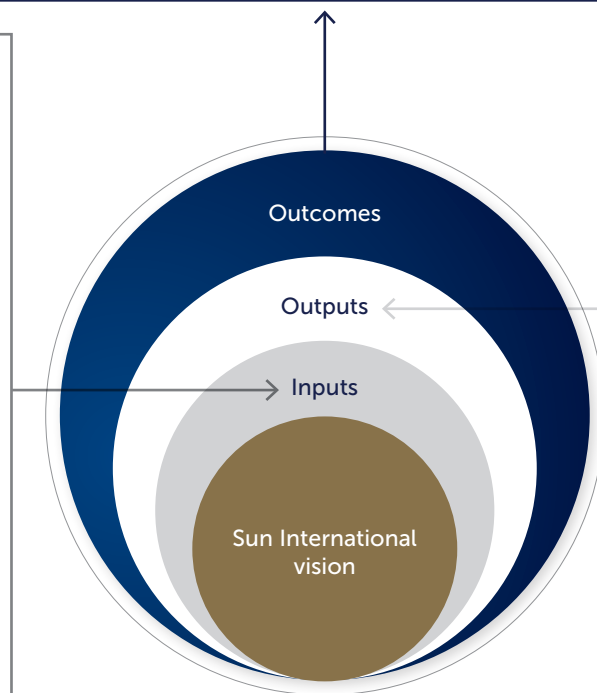 Outcomes
Outputs
Inputs
Sun International
vision